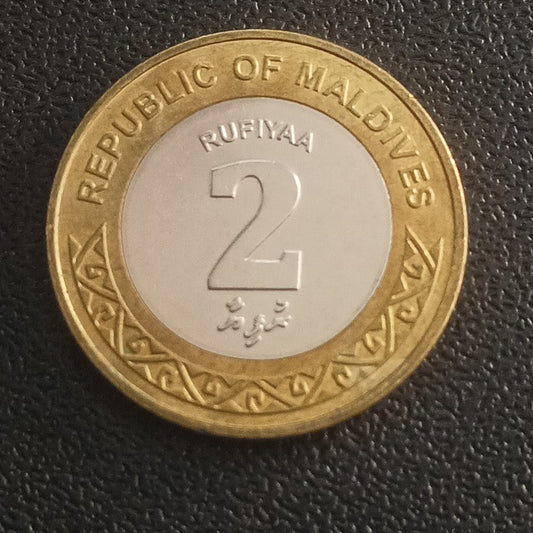 REPUBLIC OF MALDIVES
RUFIYAA
2
ރުފިޔާ